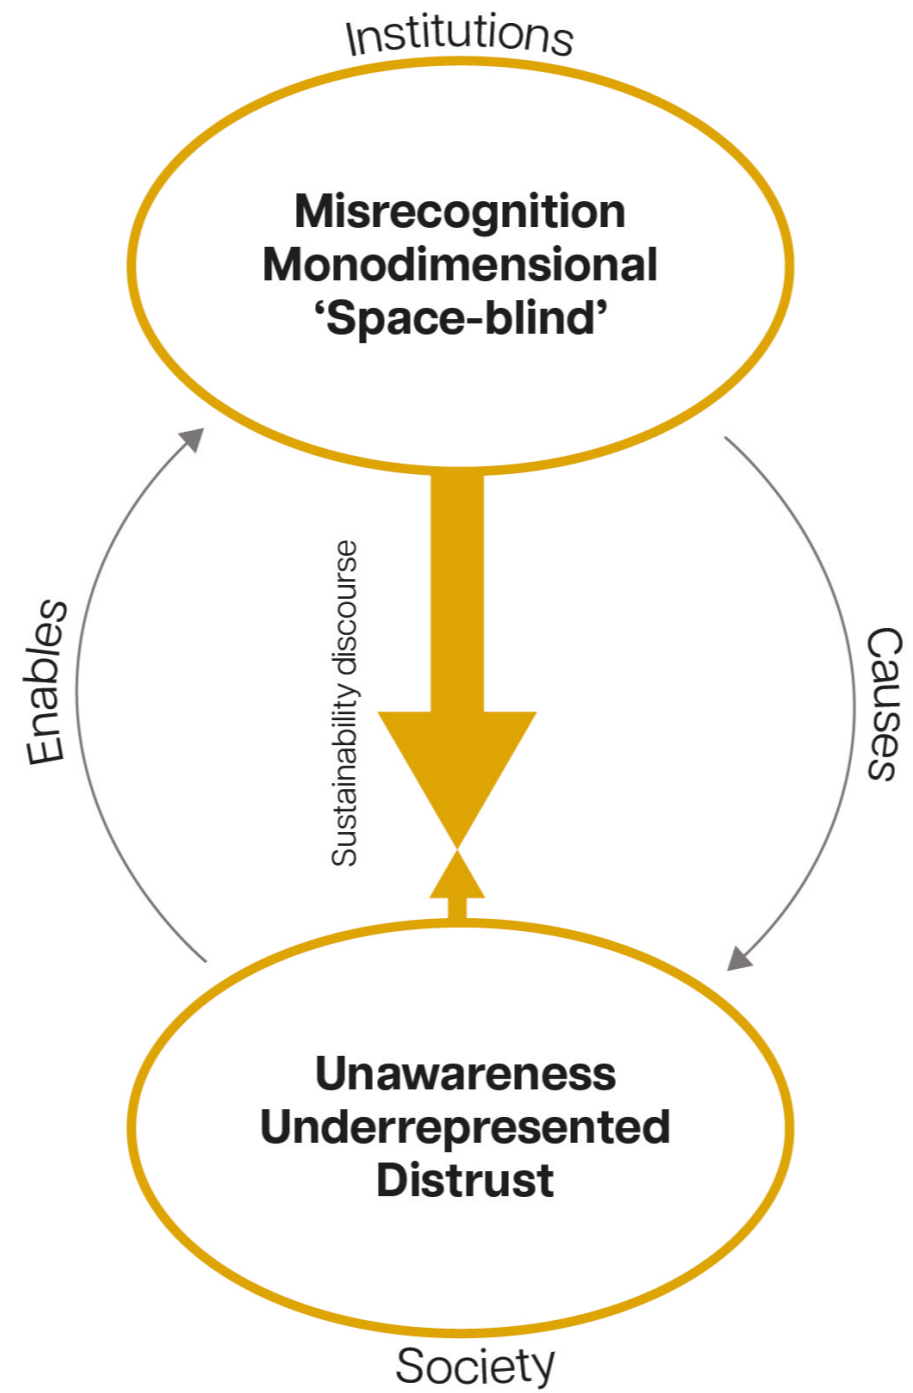 Institutions
Misrecognition
Monodimensional
‘Space-blind’
Enables
Sustainability discourse
Causes
Unawareness
Underrepresented
Distrust
Society